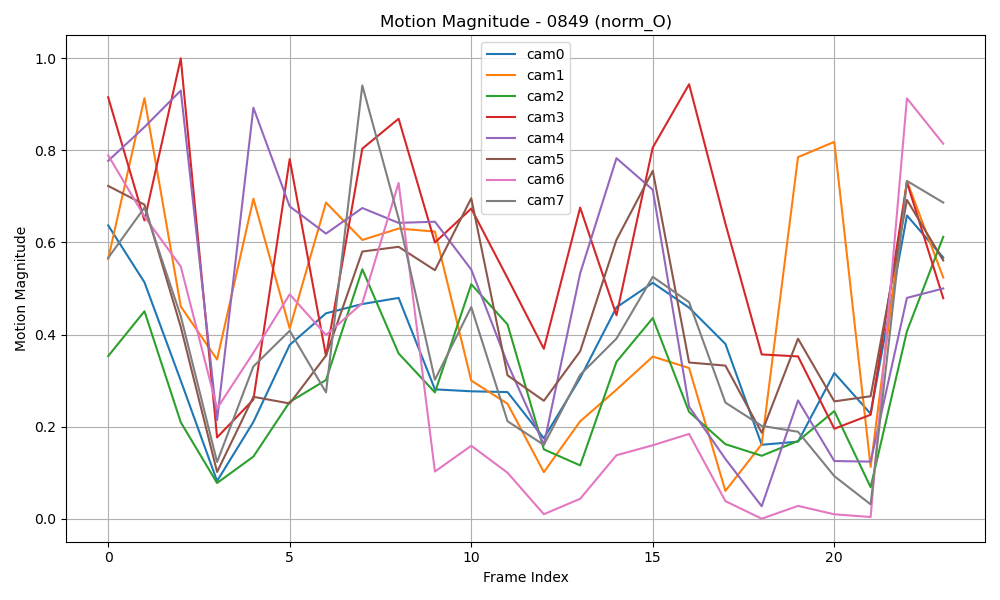 Motion Magnitude - 0849 (norm_O)
cam0
cam1
cam2
cam3
cam4
cam5
cam6
cam7
Motion Magnitude
1.0
0.8
0.6
0.4
0.2
0.0
0 5 10 15 20
Frame Index